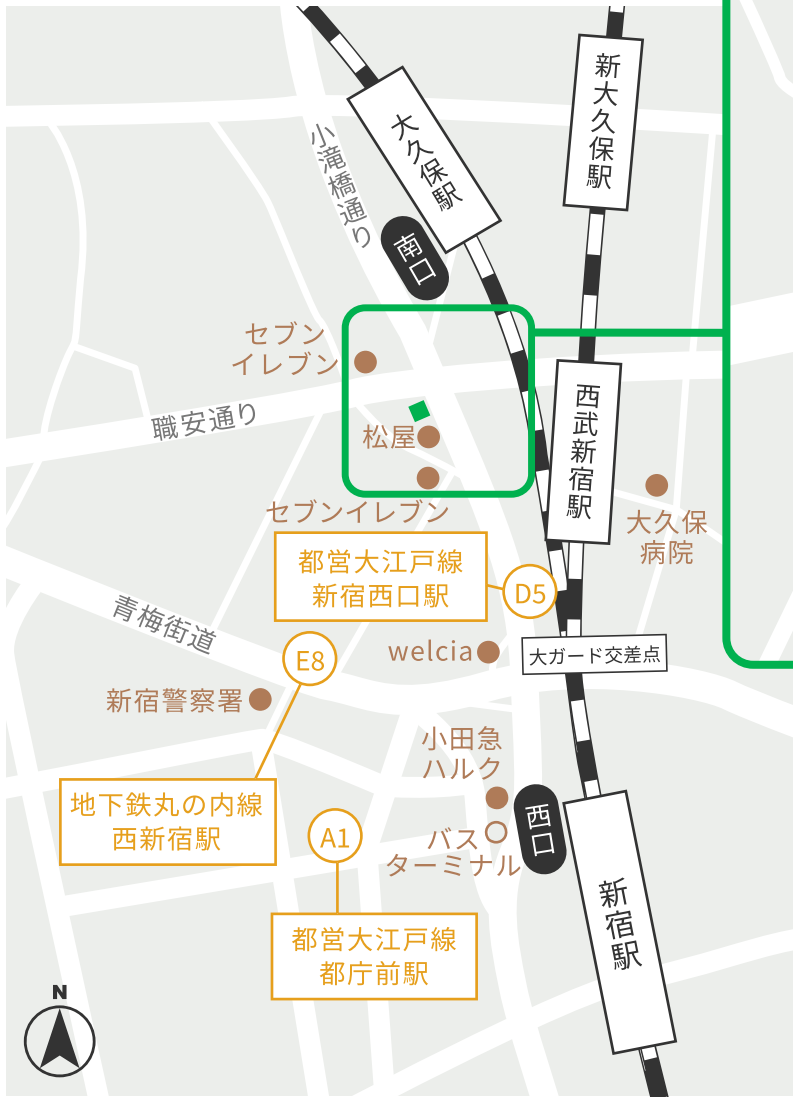 新大久保駅
大久保駅
小滝橋通り
南口
セブン
イレブン
西武新宿駅
職安通り
松屋
セブンイレブン
大久保
病院
都営大江戸線
新宿西口駅
D5
青梅街道
E8
welcia
大ガード交差点
新宿警察署
小田急
ハルク
地下鉄丸の内線
西新宿駅
A1
西口
バス
ターミナル
新宿駅
都営大江戸線
都庁前駅
N